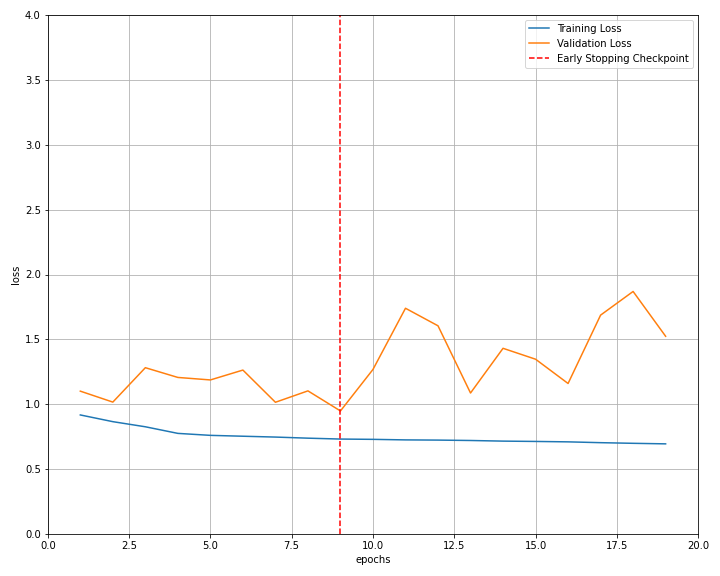 4.0
3.5
3.0
2.5
2.0
1.5
1.0
0.5
0.0
loss
Training Loss
Validation Loss
Early Stopping Checkpoint
0.0 2.5 5.0 7.5 10.0 12.5 15.0 17.5 20.0
epochs